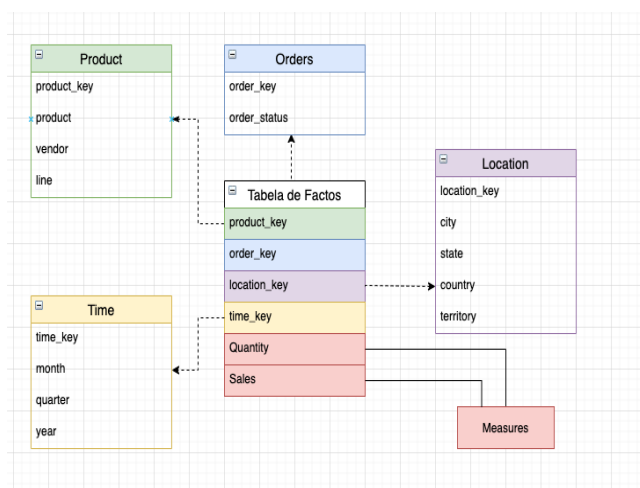 Product
product_key
product
vendor
line
Orders
order_key
order_status
Tabela de Factos
product_key
order_key
location_key
time_key
Quantity
Sales
Location
location_key
city
state
country
territory
Time
time_key
month
quarter
year
Measures